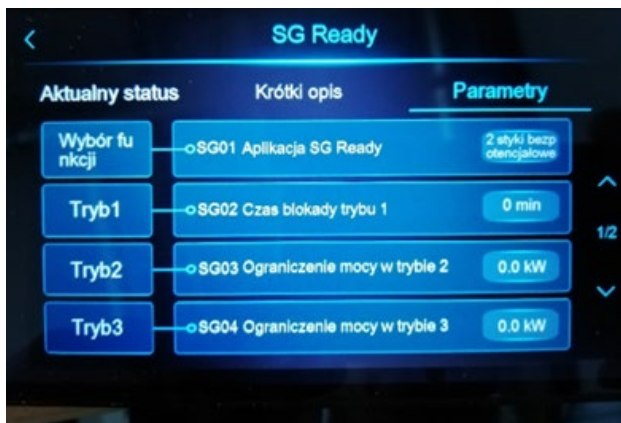 SG Ready
Aktualny status Krótki opis Parametry
Wybór fu
nkcji
SG01 Aplikacja SG Ready
2 styki bezp
otencjałowe
Tryb1
SG02 Czas blokady trybu 1
0 min
1/2
Tryb2
SG03 Ograniczenie mocy w trybie 2
0.0 kW
Tryb3
SG04 Ograniczenie mocy w trybie 3
0.0 kW